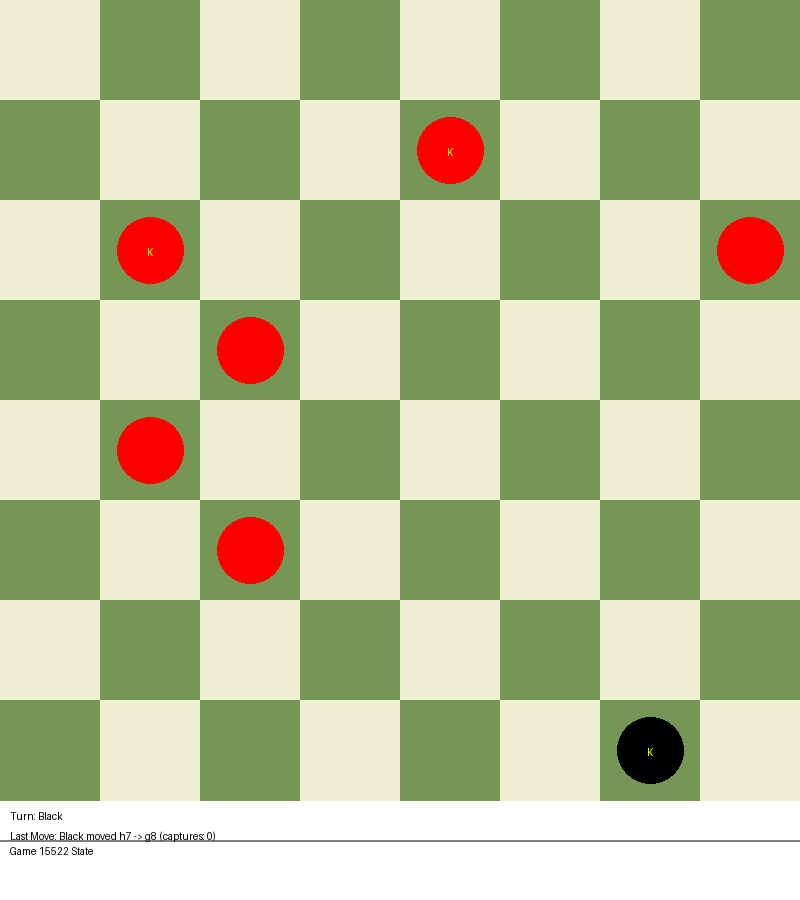 K
K
K
Turn: Black
Last Move: Black moved h7 -> g8 (captures: 0)
Game 15522 State